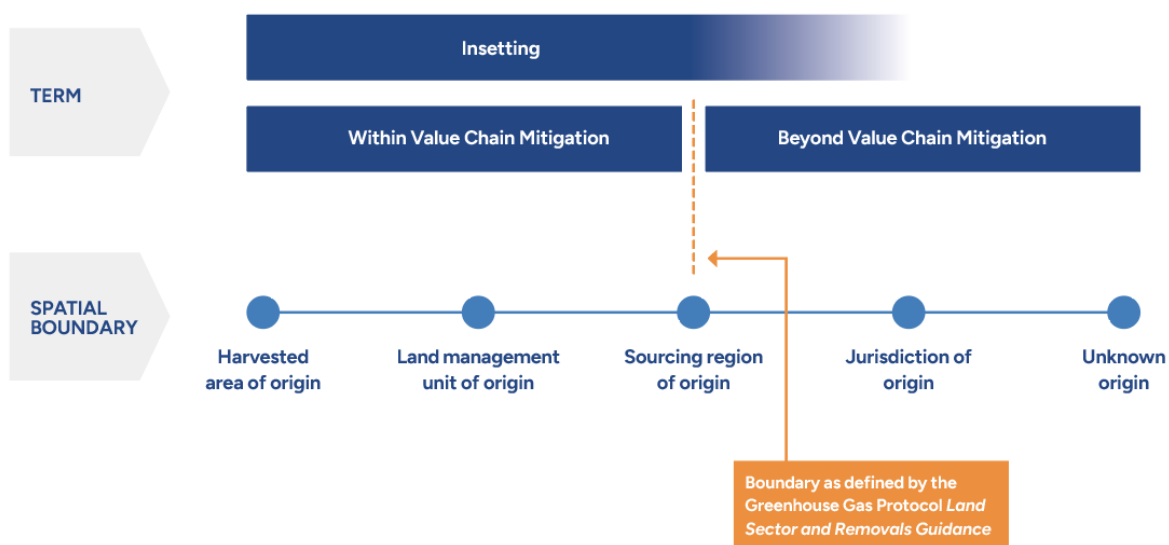 TERM
Insetting
Within Value Chain Mitigation
Beyond Value Chain Mitigation
SPATIAL
BOUNDARY
Harvested
area of origin
Land management
unit of origin
Sourcing region
of origin
Jurisdiction of
origin
Unknown
origin
Boundary as defined by the
Greenhouse Gas Protocol Land
Sector and Removals Guidance